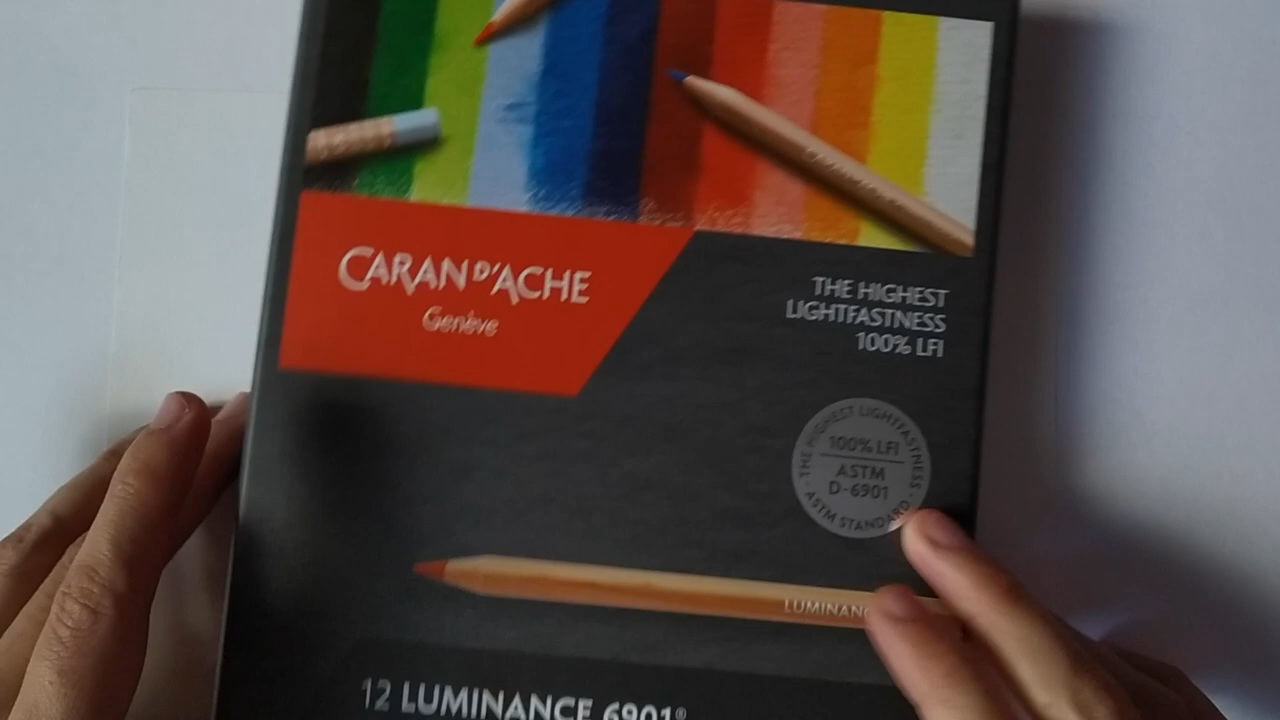 CARAN D'ACHE
Genève
THE HIGHEST
LIGHTFASTNESS
100% LFI
THE HIGHEST LIGHTFASTNESS
100% LFI
ASTM
D-6901
ASTM STANDARD
LUMINANC
12 LUMINANCE 6901®